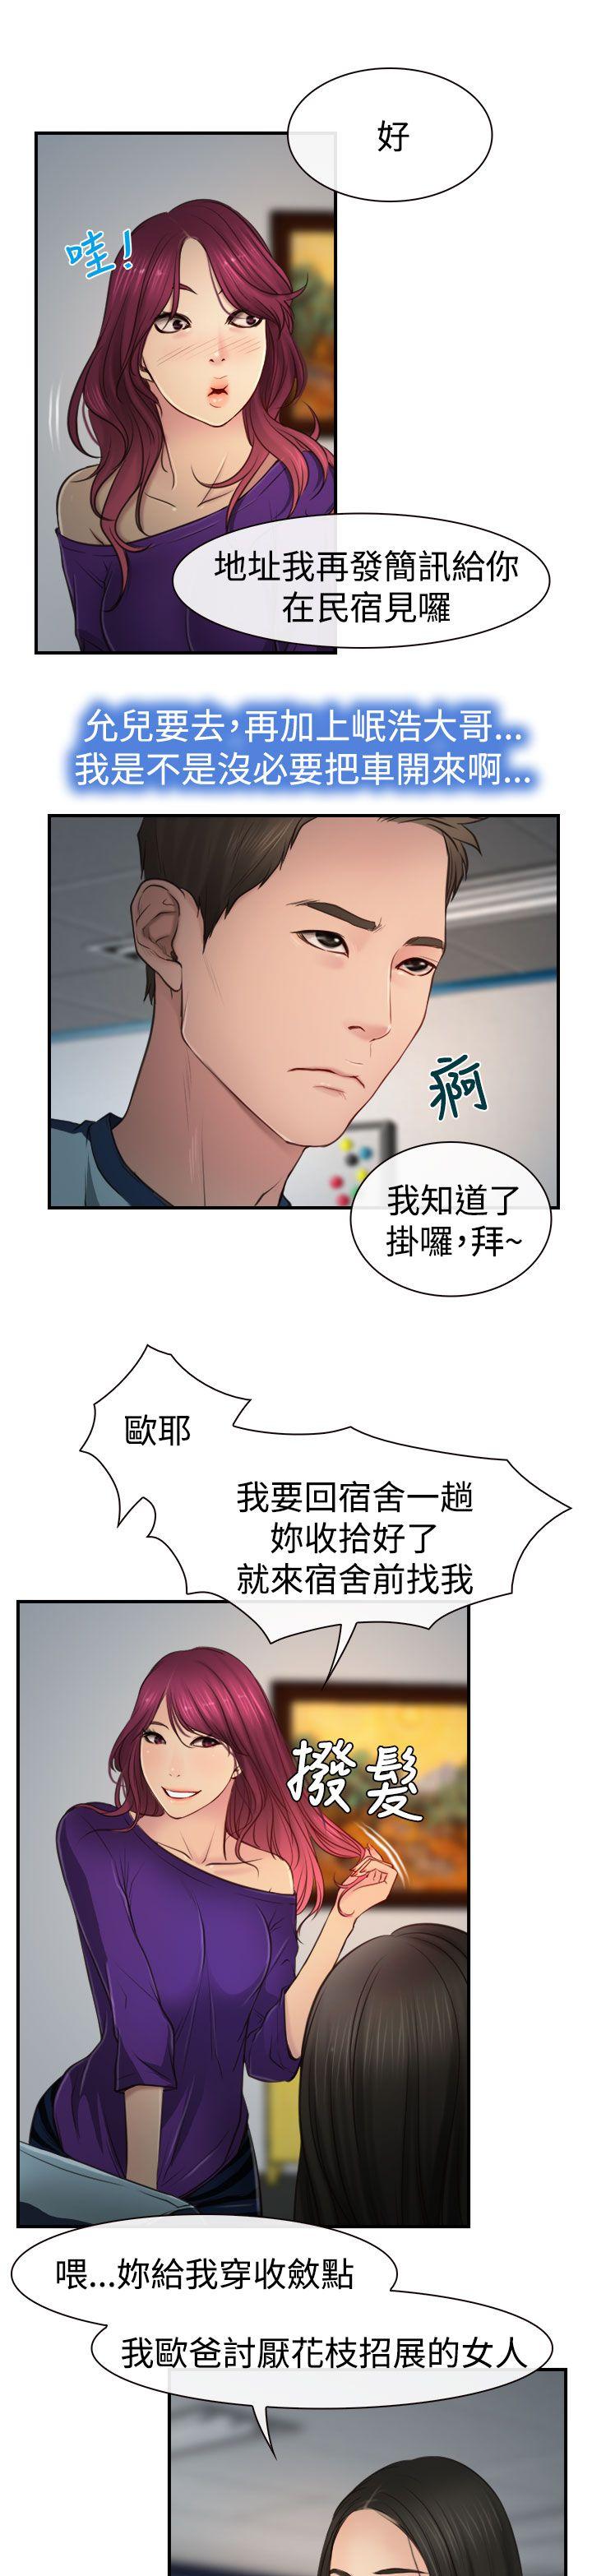 好
哇!
地址我再發簡訊給你
在民宿見囉
允兒要去,再加上岷浩大哥...
我是不是沒必要把車開來啊...
啊
我知道了
掛囉,拜~
歐耶
我要回宿舍一趟
妳收拾好了
就來宿舍前找我
撥髮
喂...妳給我穿收斂點
我歐爸討厭花枝招展的女人